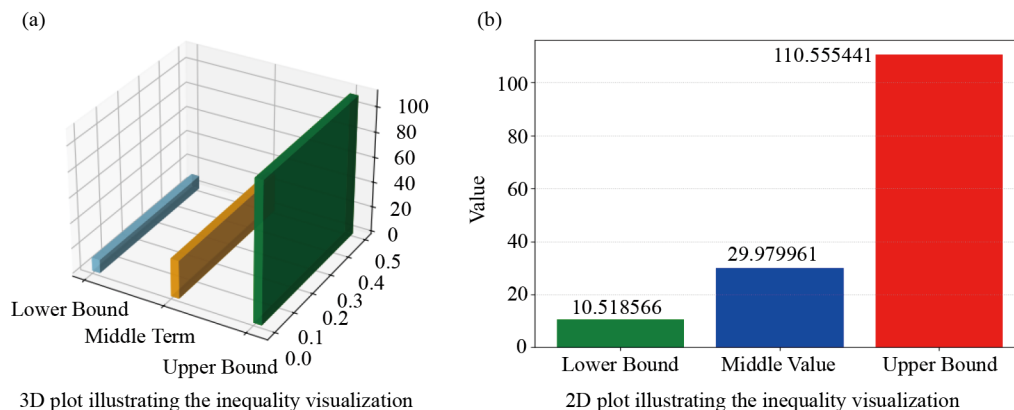 (a)
100
80
60
40
20
0
0.5
0.4
0.3
0.2
0.1
0.0
Lower Bound
Middle Term
Upper Bound
3D plot illustrating the inequality visualization
(b)
Value
100
80
60
40
20
0
110.555441
29.979961
10.518566
Lower Bound
Middle Value
Upper Bound
2D plot illustrating the inequality visualization